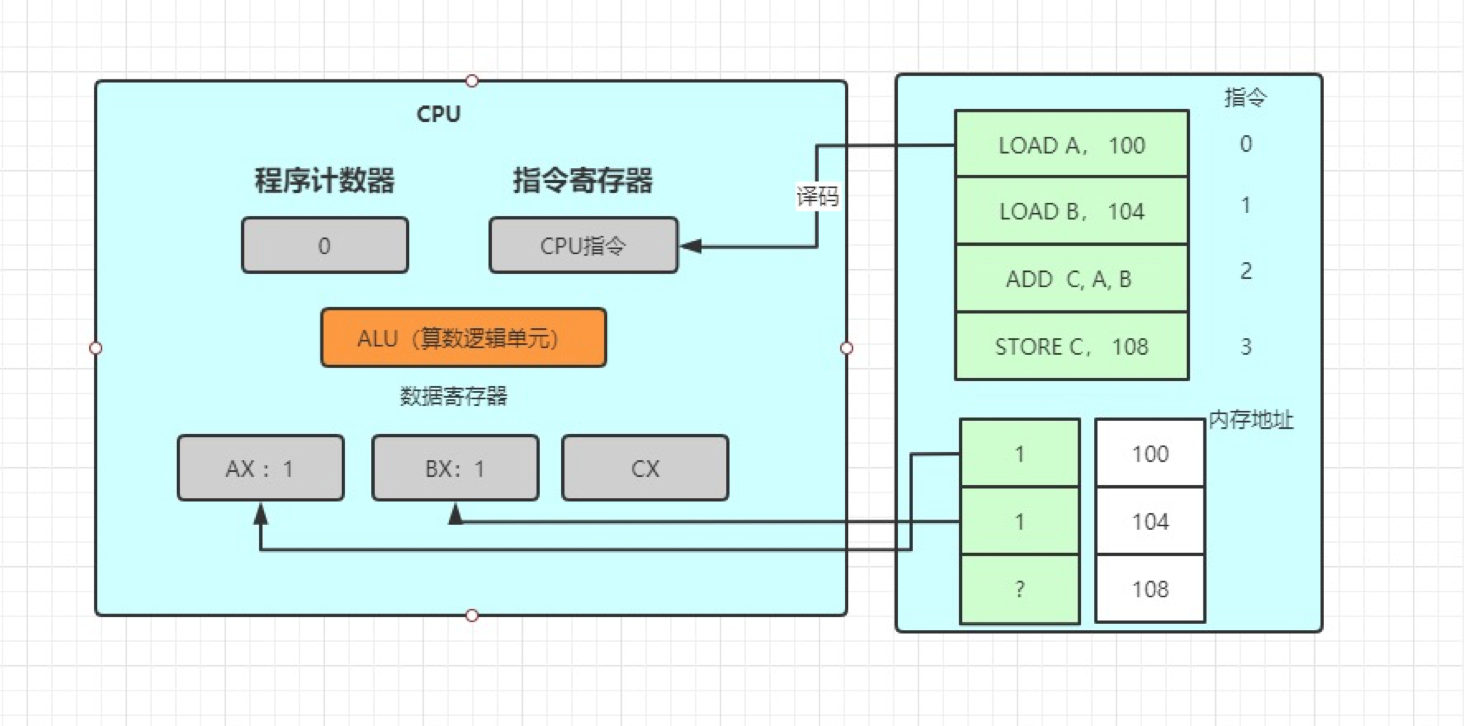 CPU
程序计数器
指令寄存器
0
CPU指令
译码
ALU（算数逻辑单元）
数据寄存器
AX： 1
BX：1
CX
指令
LOAD A， 100
0
LOAD B， 104
1
ADD C, A, B
2
STORE C， 108
3
内存地址
1
100
1
104
?
108